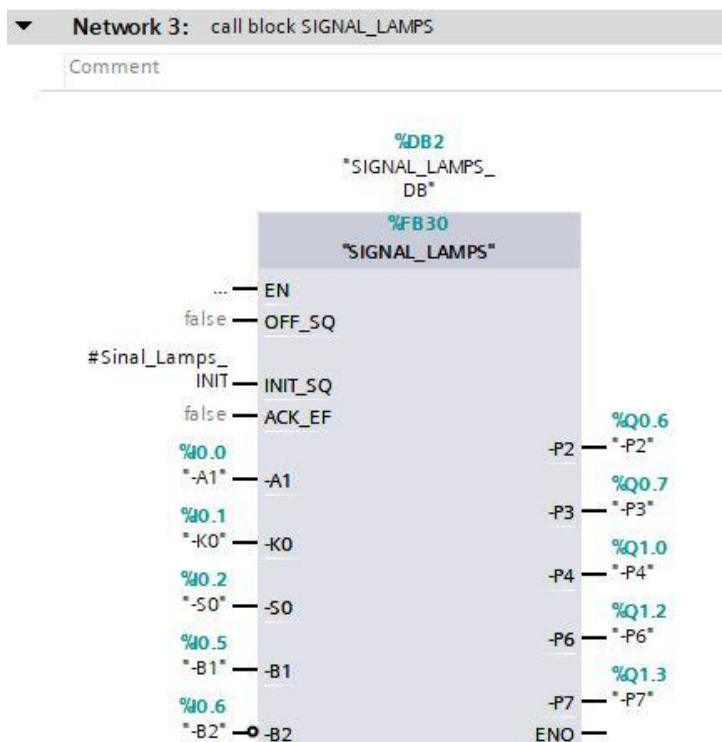 Network 3: call block SIGNAL_LAMPS
Comment
%DB2
"SIGNAL_LAMPS_
DB"
%FB30
"SIGNAL_LAMPS"
... EN
false OFF_SQ
#Sinal_Lamps_
INIT INIT_SQ
false ACK_EF
%Q0.6
-P2 "-P2"
%I0.0
"-A1" -A1
%Q0.7
-P3 "-P3"
%I0.1
"-K0" -K0
%Q1.0
-P4 "-P4"
%I0.2
"-S0" -S0
%Q1.2
-P6 "-P6"
%I0.5
"-B1" -B1
%Q1.3
-P7 "-P7"
%I0.6
"-B2" -B2 ENO